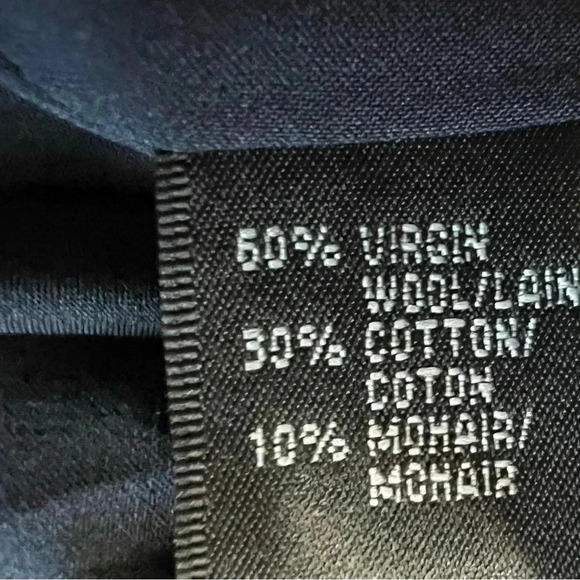 60% VIRGIN
WOOL/LAIN
30% COTTON/
COTON
10% MOHAIR/
MOHAIR